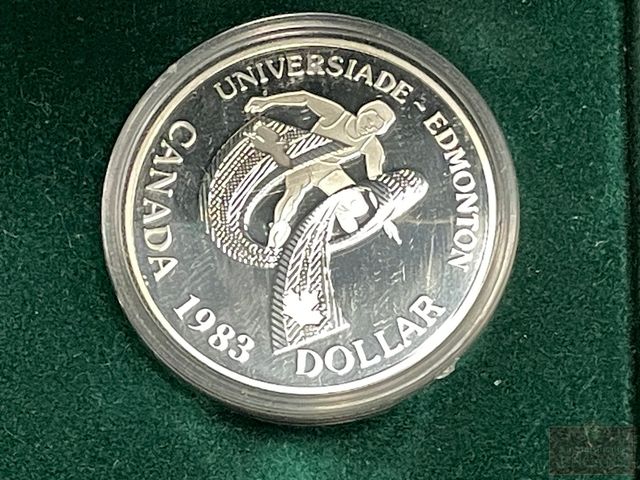 UNIVERSIADE - EDMONTON
CANADA 1983 DOLLAR